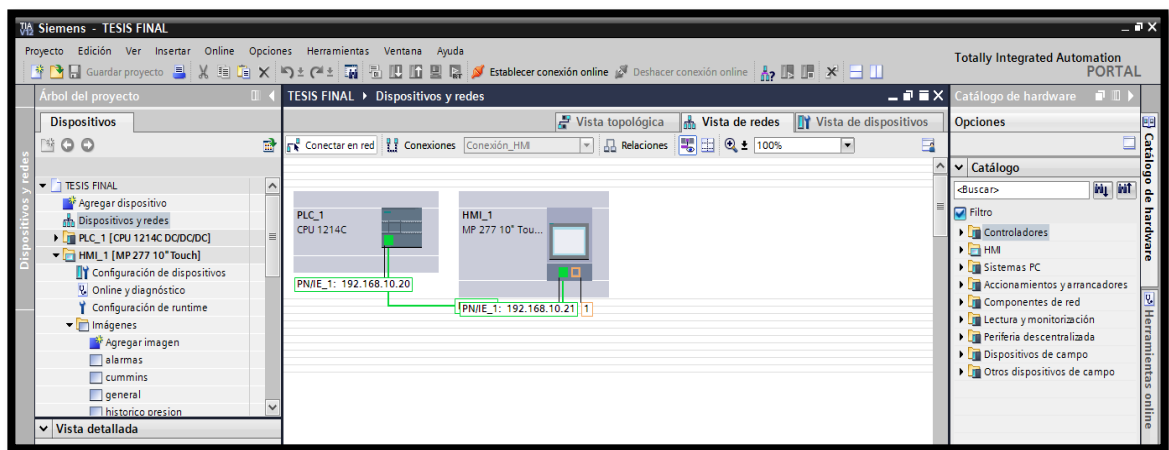 Siemens - TESIS FINAL
Proyecto Edición Ver Insertar Online Opciones Herramientas Ventana Ayuda
Totally Integrated Automation
PORTAL
Guardar proyecto Establecer conexión online Deshacer conexión online
Árbol del proyecto
TESIS FINAL Dispositivos y redes
Catálogo de hardware
Dispositivos
Vista topológica Vista de redes Vista de dispositivos
Opciones
Conectar en red Conexiones Conexión_HMI Relaciones 100%
Dispositivos y redes
TESIS FINAL
Agregar dispositivo
Dispositivos y redes
PLC_1 [CPU 1214C DC/DC/DC]
HMI_1 [MP 277 10" Touch]
Configuración de dispositivos
Online y diagnóstico
Configuración de runtime
Imágenes
Agregar imagen
alarmas
cummins
general
historico presion
Vista detallada
PLC_1
CPU 1214C
HMI_1
MP 277 10" Tou...
PN/IE_1: 192.168.10.20
PN/IE_1: 192.168.10.21 1
Catálogo
<Buscar>
Filtro
Controladores
HMI
Sistemas PC
Accionamientos y arrancadores
Componentes de red
Lectura y monitorización
Periferia descentralizada
Dispositivos de campo
Otros dispositivos de campo
Catálogo de hardware
Herramientas online